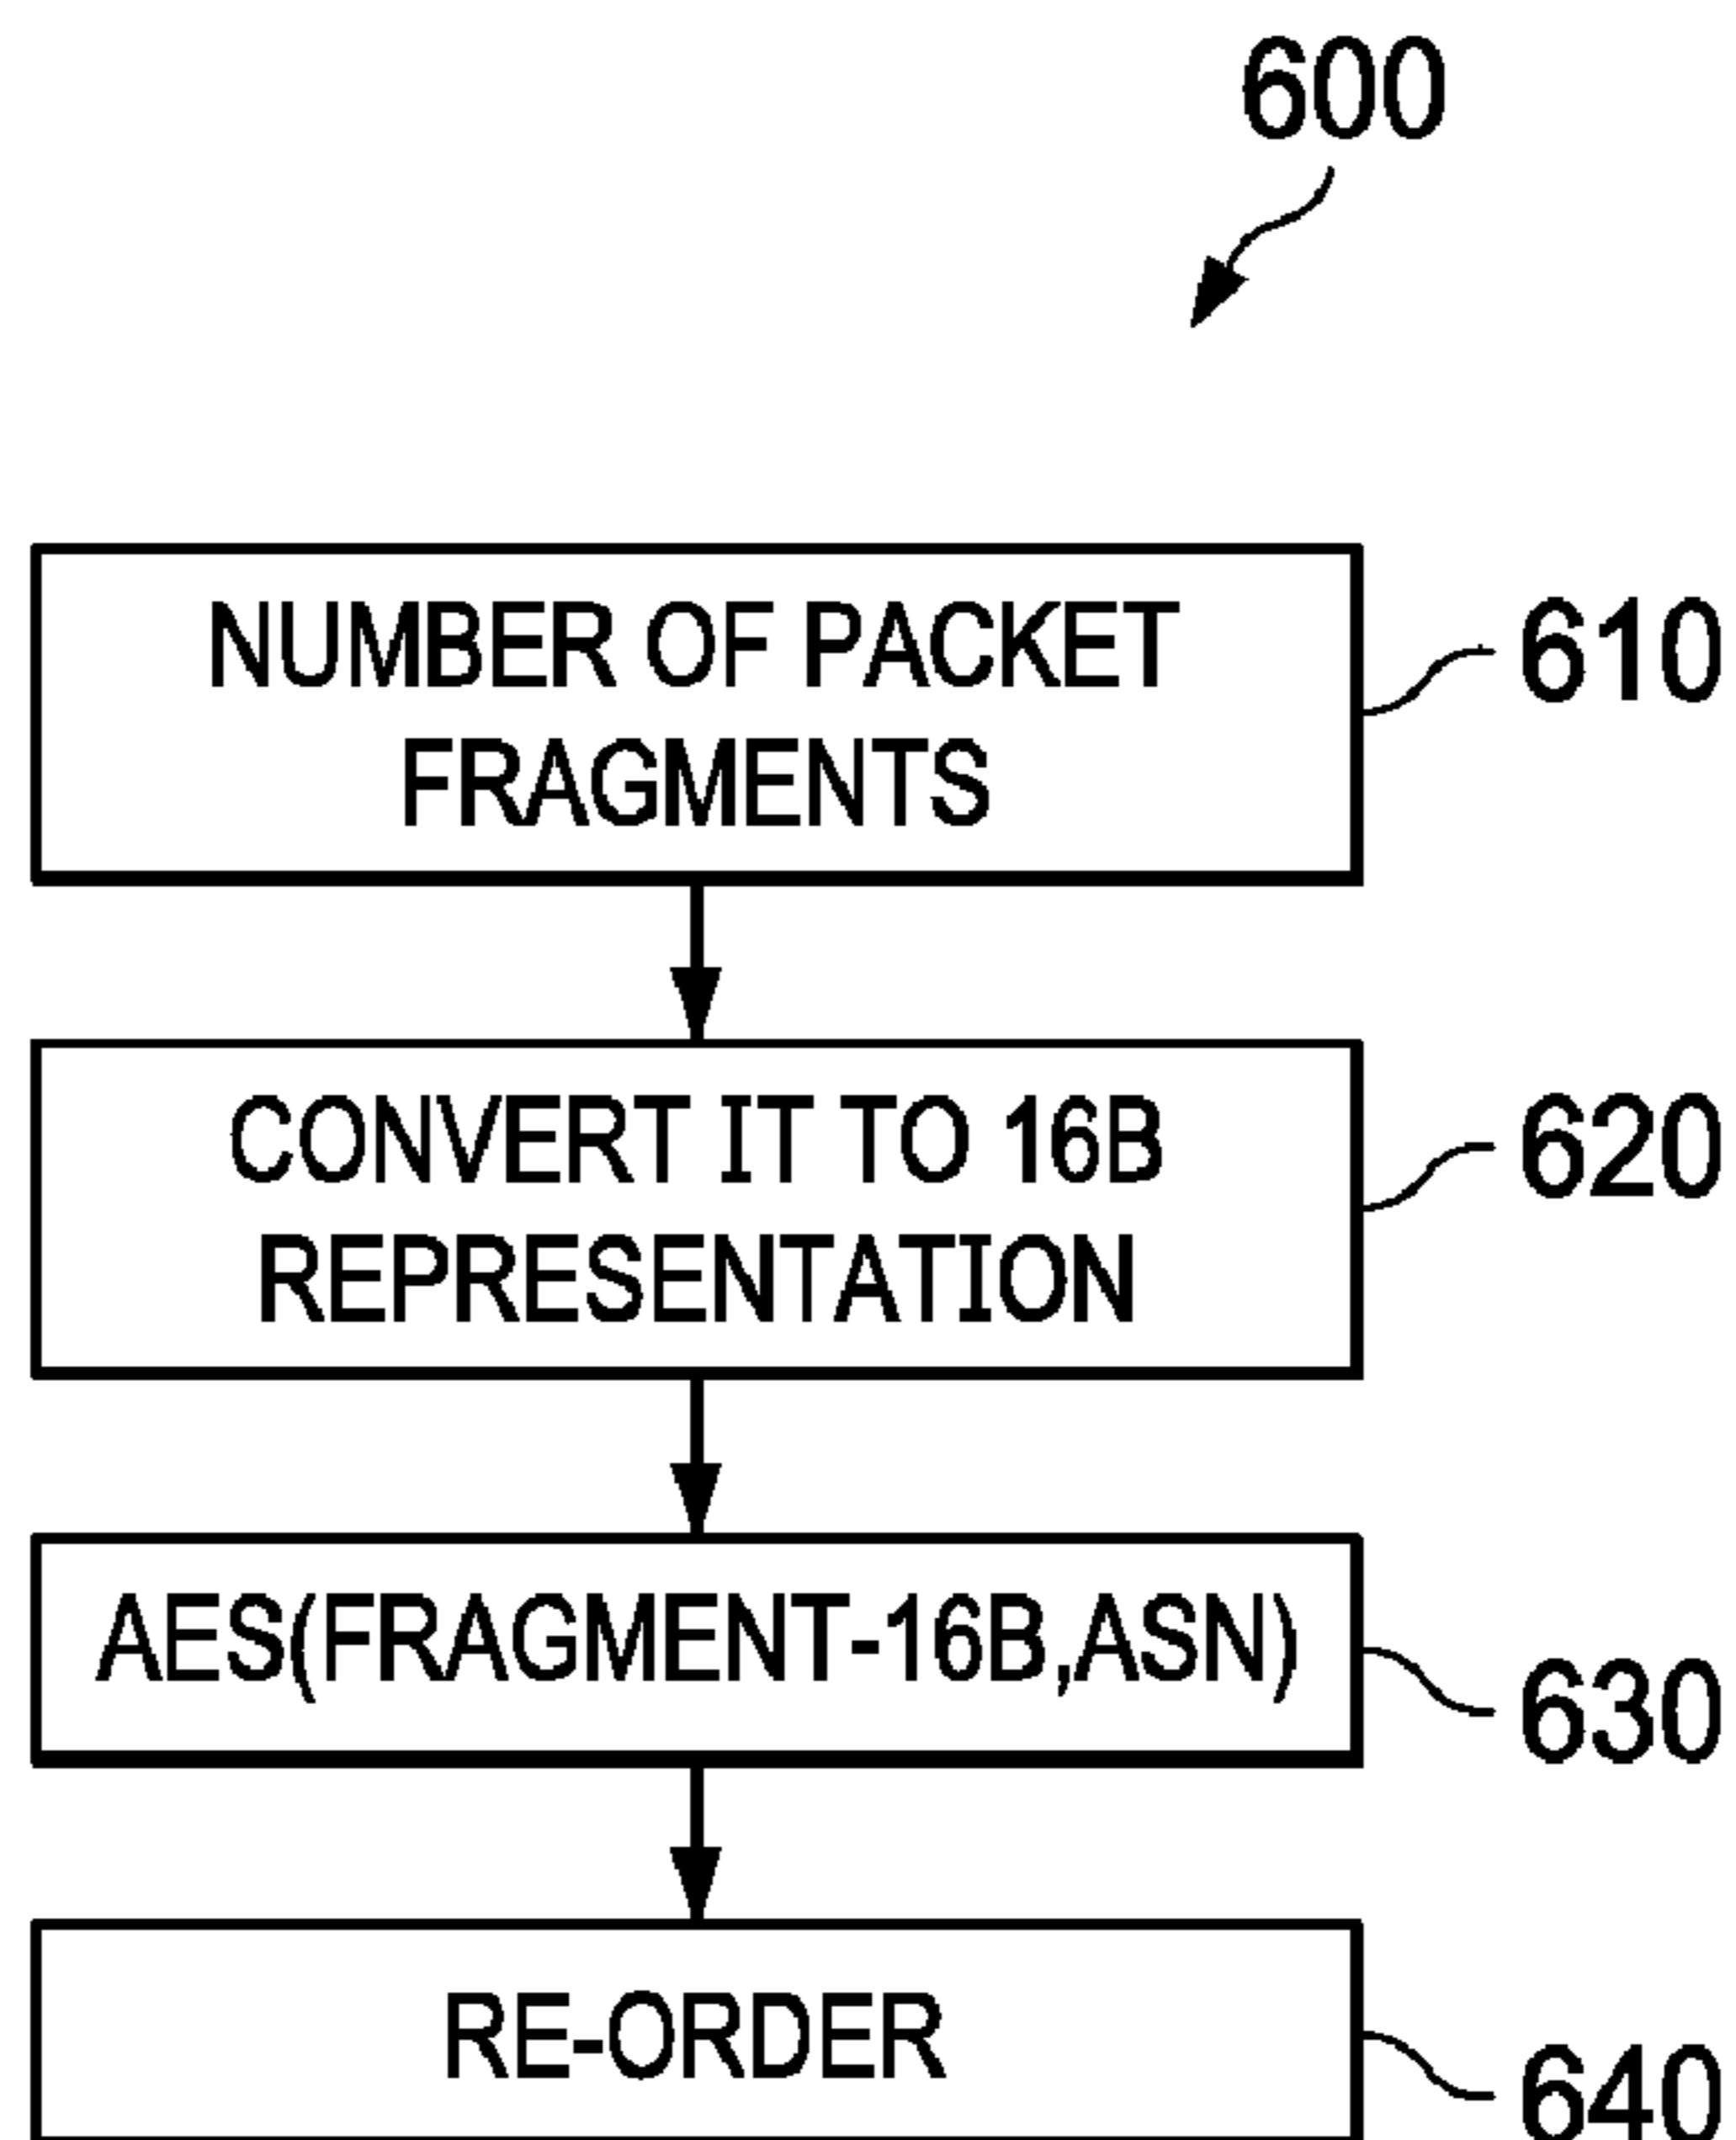 600
NUMBER OF PACKET
FRAGMENTS
610
CONVERT IT TO 16B
REPRESENTATION
620
AES(FRAGMENT-16B,ASN)
630
RE-ORDER
640